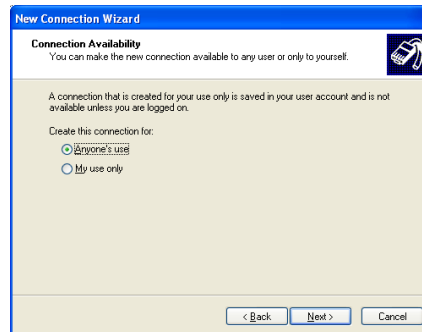 New Connection Wizard
Connection Availability
You can make the new connection available to any user or only to yourself.
A connection that is created for your use only is saved in your user account and is not
available unless you are logged on.
Create this connection for:
Anyone's use
My use only
< Back
Next >
Cancel